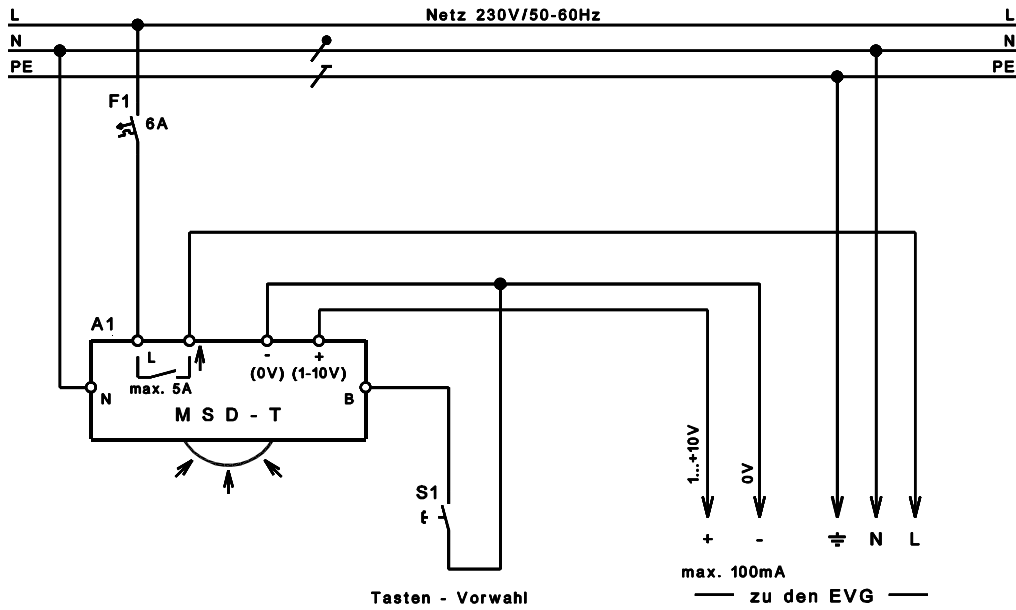 L Netz 230V/50-60Hz L
N N
PE PE
F1
6A
A1
L - +
(0V) (1-10V)
max. 5A
N B
M S D - T
1...+10V
0V
S1
+ - N L
max. 100mA
Tasten - Vorwahl
zu den EVG